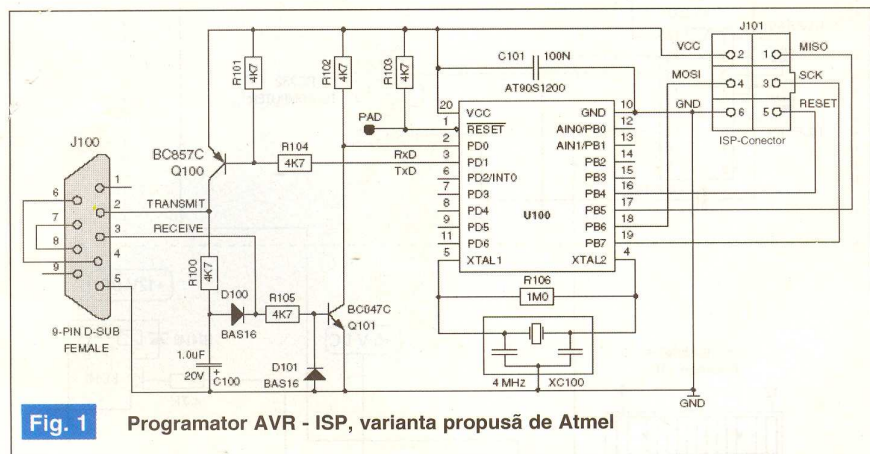 J101
VCC
2
1
MISO
MOSI
4
3
SCK
GND
6
5
RESET
ISP-Conector
R101
4K7
R102
4K7
R103
4K7
C101
100N
AT90S1200
PAD
20
VCC
GND
10
1
RESET
AIN0/PB0
12
2
PD0
AIN1/PB1
13
3
PD1
PB2
14
6
PD2/INT0
PB3
15
7
PD3
PB4
16
8
PD4
PB5
17
9
PD5
U100
PB6
18
11
PD6
PB7
19
5
XTAL1
XTAL2
4
RxD
TxD
R104
4K7
BC857C
Q100
J100
1
6
2
TRANSMIT
7
3
RECEIVE
8
4
9
5
9-PIN D-SUB
FEMALE
R100
4K7
D100
BAS16
R105
4K7
BC847C
Q101
D101
BAS16
1.0uF
20V
+
C100
R106
1M0
4 MHz
XC100
GND
Fig. 1
Programator AVR - ISP, varianta propusã de Atmel